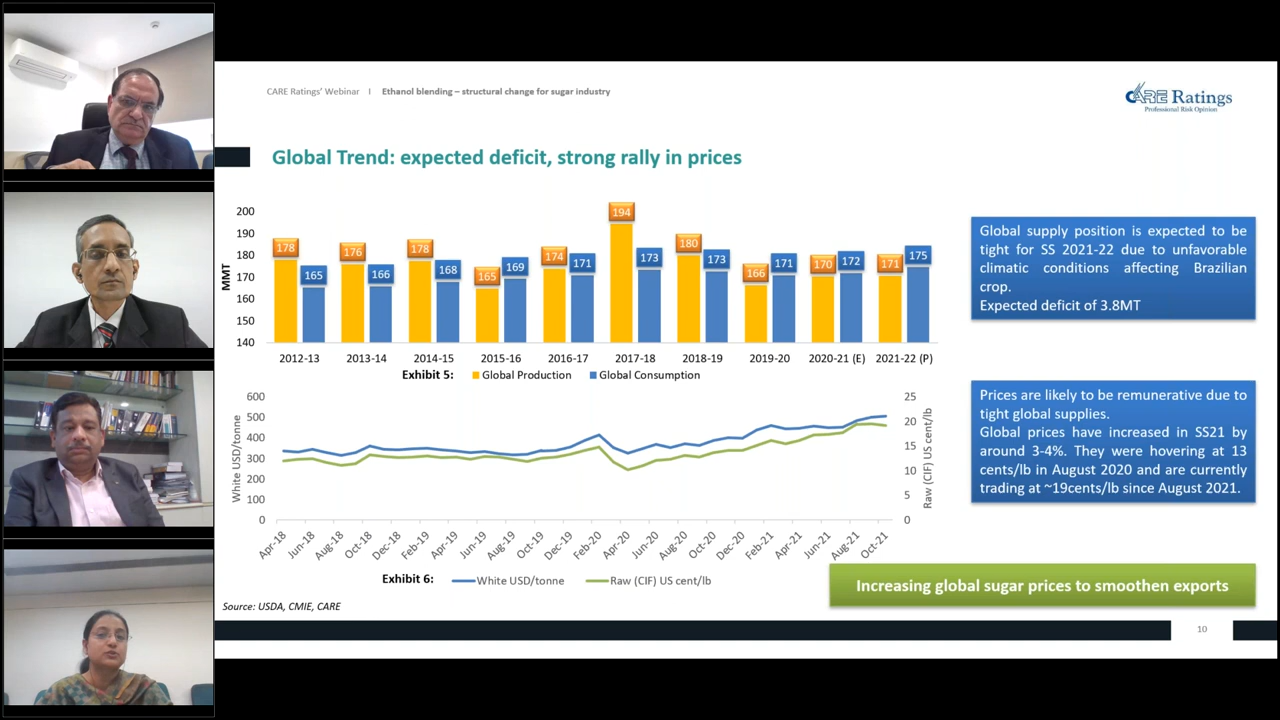 CARE Ratings' Webinar I Ethanol blending – structural change for sugar industry
CARE Ratings
Professional Risk Opinion
Global Trend: expected deficit, strong rally in prices
MMT
200
190
180
170
160
150
140
178
165
176
166
178
168
165
169
174
171
194
173
180
173
166
171
170
172
171
175
2012-13
2013-14
2014-15
2015-16
2016-17
2017-18
2018-19
2019-20
2020-21 (E)
2021-22 (P)
Exhibit 5: Global Production Global Consumption
Global supply position is expected to be
tight for SS 2021-22 due to unfavorable
climatic conditions affecting Brazilian
crop.
Expected deficit of 3.8MT
White USD/tonne
600
500
400
300
200
100
0
25
20
15
10
5
0
Raw (CIF) US cent/lb
Apr-18
Jun-18
Aug-18
Oct-18
Dec-18
Feb-19
Apr-19
Jun-19
Aug-19
Oct-19
Dec-19
Feb-20
Apr-20
Jun-20
Aug-20
Oct-20
Dec-20
Feb-21
Apr-21
Jun-21
Aug-21
Oct-21
Exhibit 6: White USD/tonne Raw (CIF) US cent/lb
Prices are likely to be remunerative due to
tight global supplies.
Global prices have increased in SS21 by
around 3-4%. They were hovering at 13
cents/lb in August 2020 and are currently
trading at ~19cents/lb since August 2021.
Increasing global sugar prices to smoothen exports
Source: USDA, CMIE, CARE
10